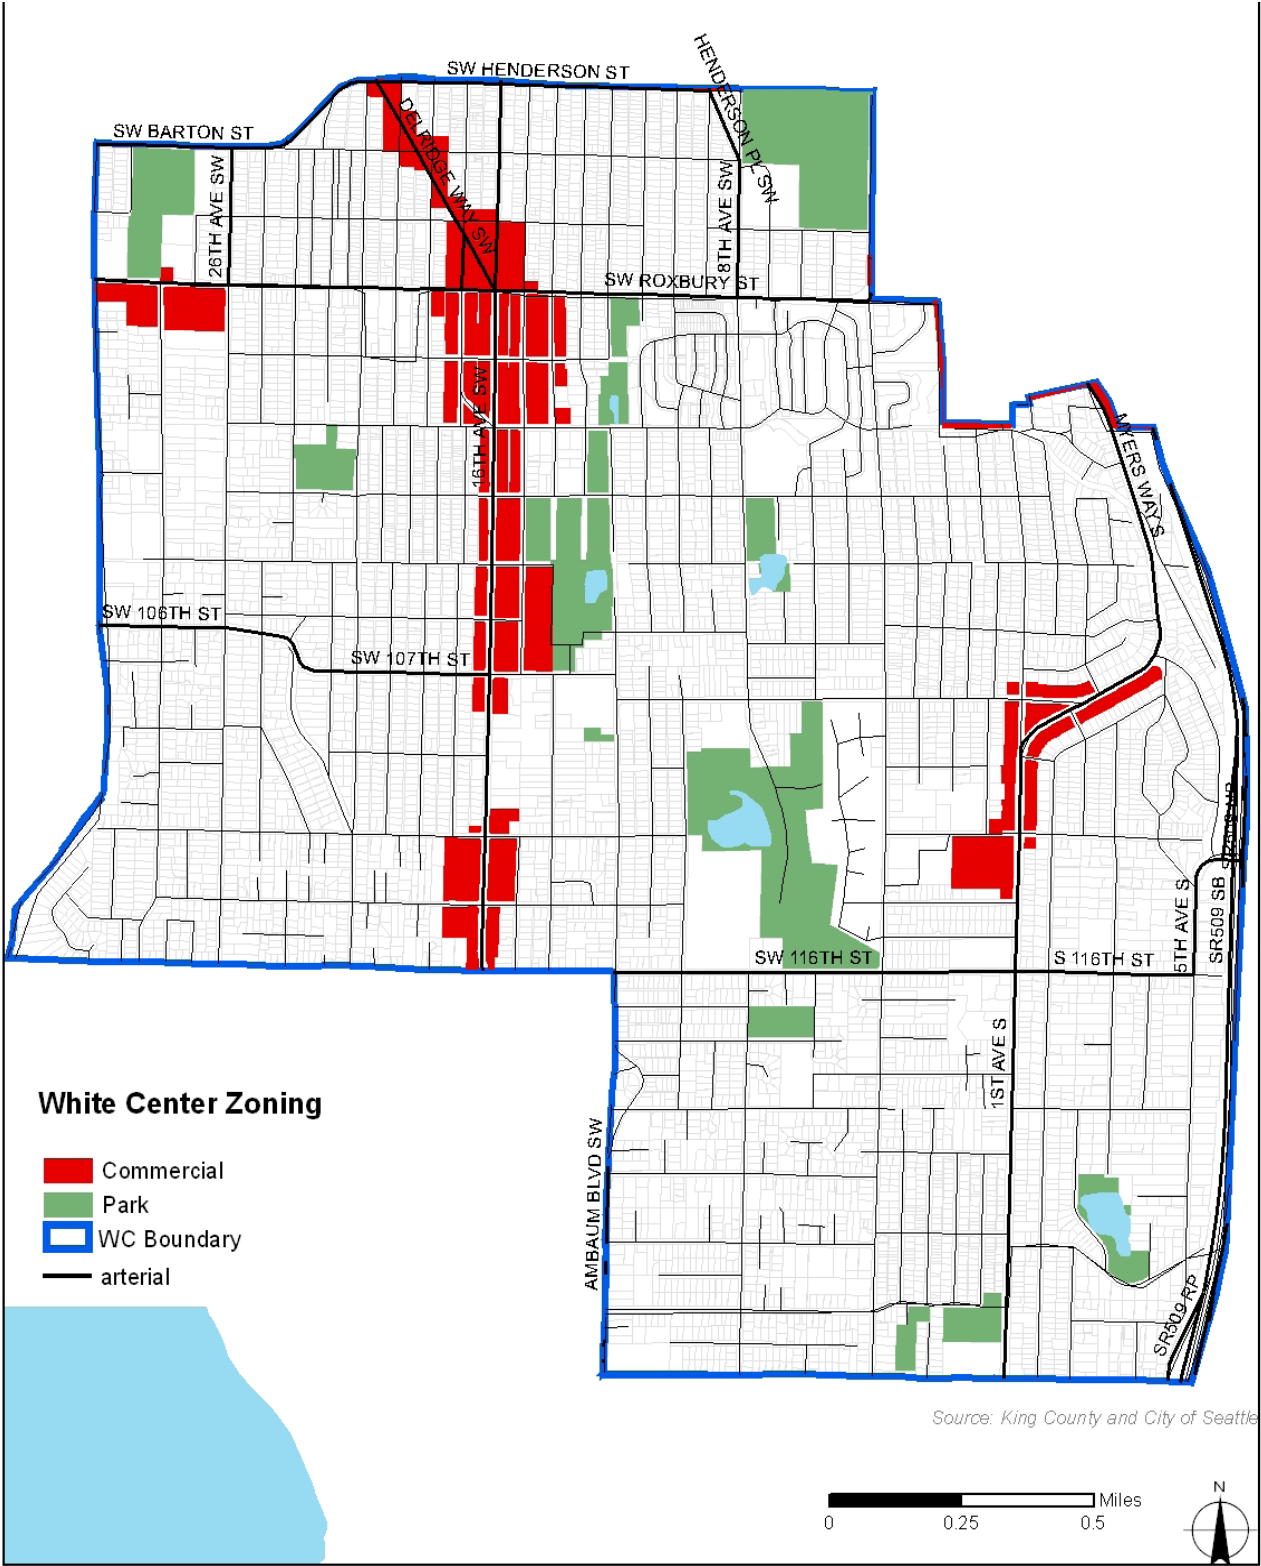 SW HENDERSON ST
HENDERSON PL SW
SW BARTON ST
DELRIDGE WAY SW
26TH AVE SW
8TH AVE SW
SW ROXBURY ST
16TH AVE SW
MYERS WAY S
SW 106TH ST
SW 107TH ST
5TH AVE S
SR509 SB
SW 116TH ST
S 116TH ST
1ST AVE S
AMBAUM BLVD SW
SR509 RP
White Center Zoning
Commercial
Park
WC Boundary
arterial
Source: King County and City of Seattle
Miles
0 0.25 0.5
N